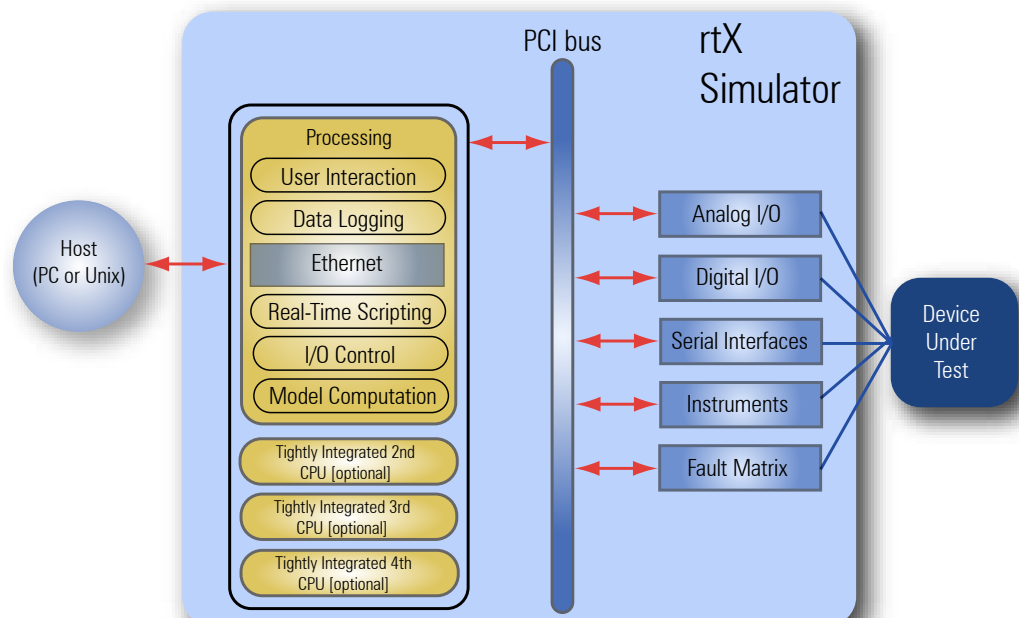 PCI bus
rtX
Simulator
Processing
User Interaction
Data Logging
Ethernet
Real-Time Scripting
I/O Control
Model Computation
Tightly Integrated 2nd
CPU [optional]
Tightly Integrated 3rd
CPU [optional]
Tightly Integrated 4th
CPU [optional]
Host
(PC or Unix)
Analog I/O
Digital I/O
Serial Interfaces
Instruments
Fault Matrix
Device
Under
Test